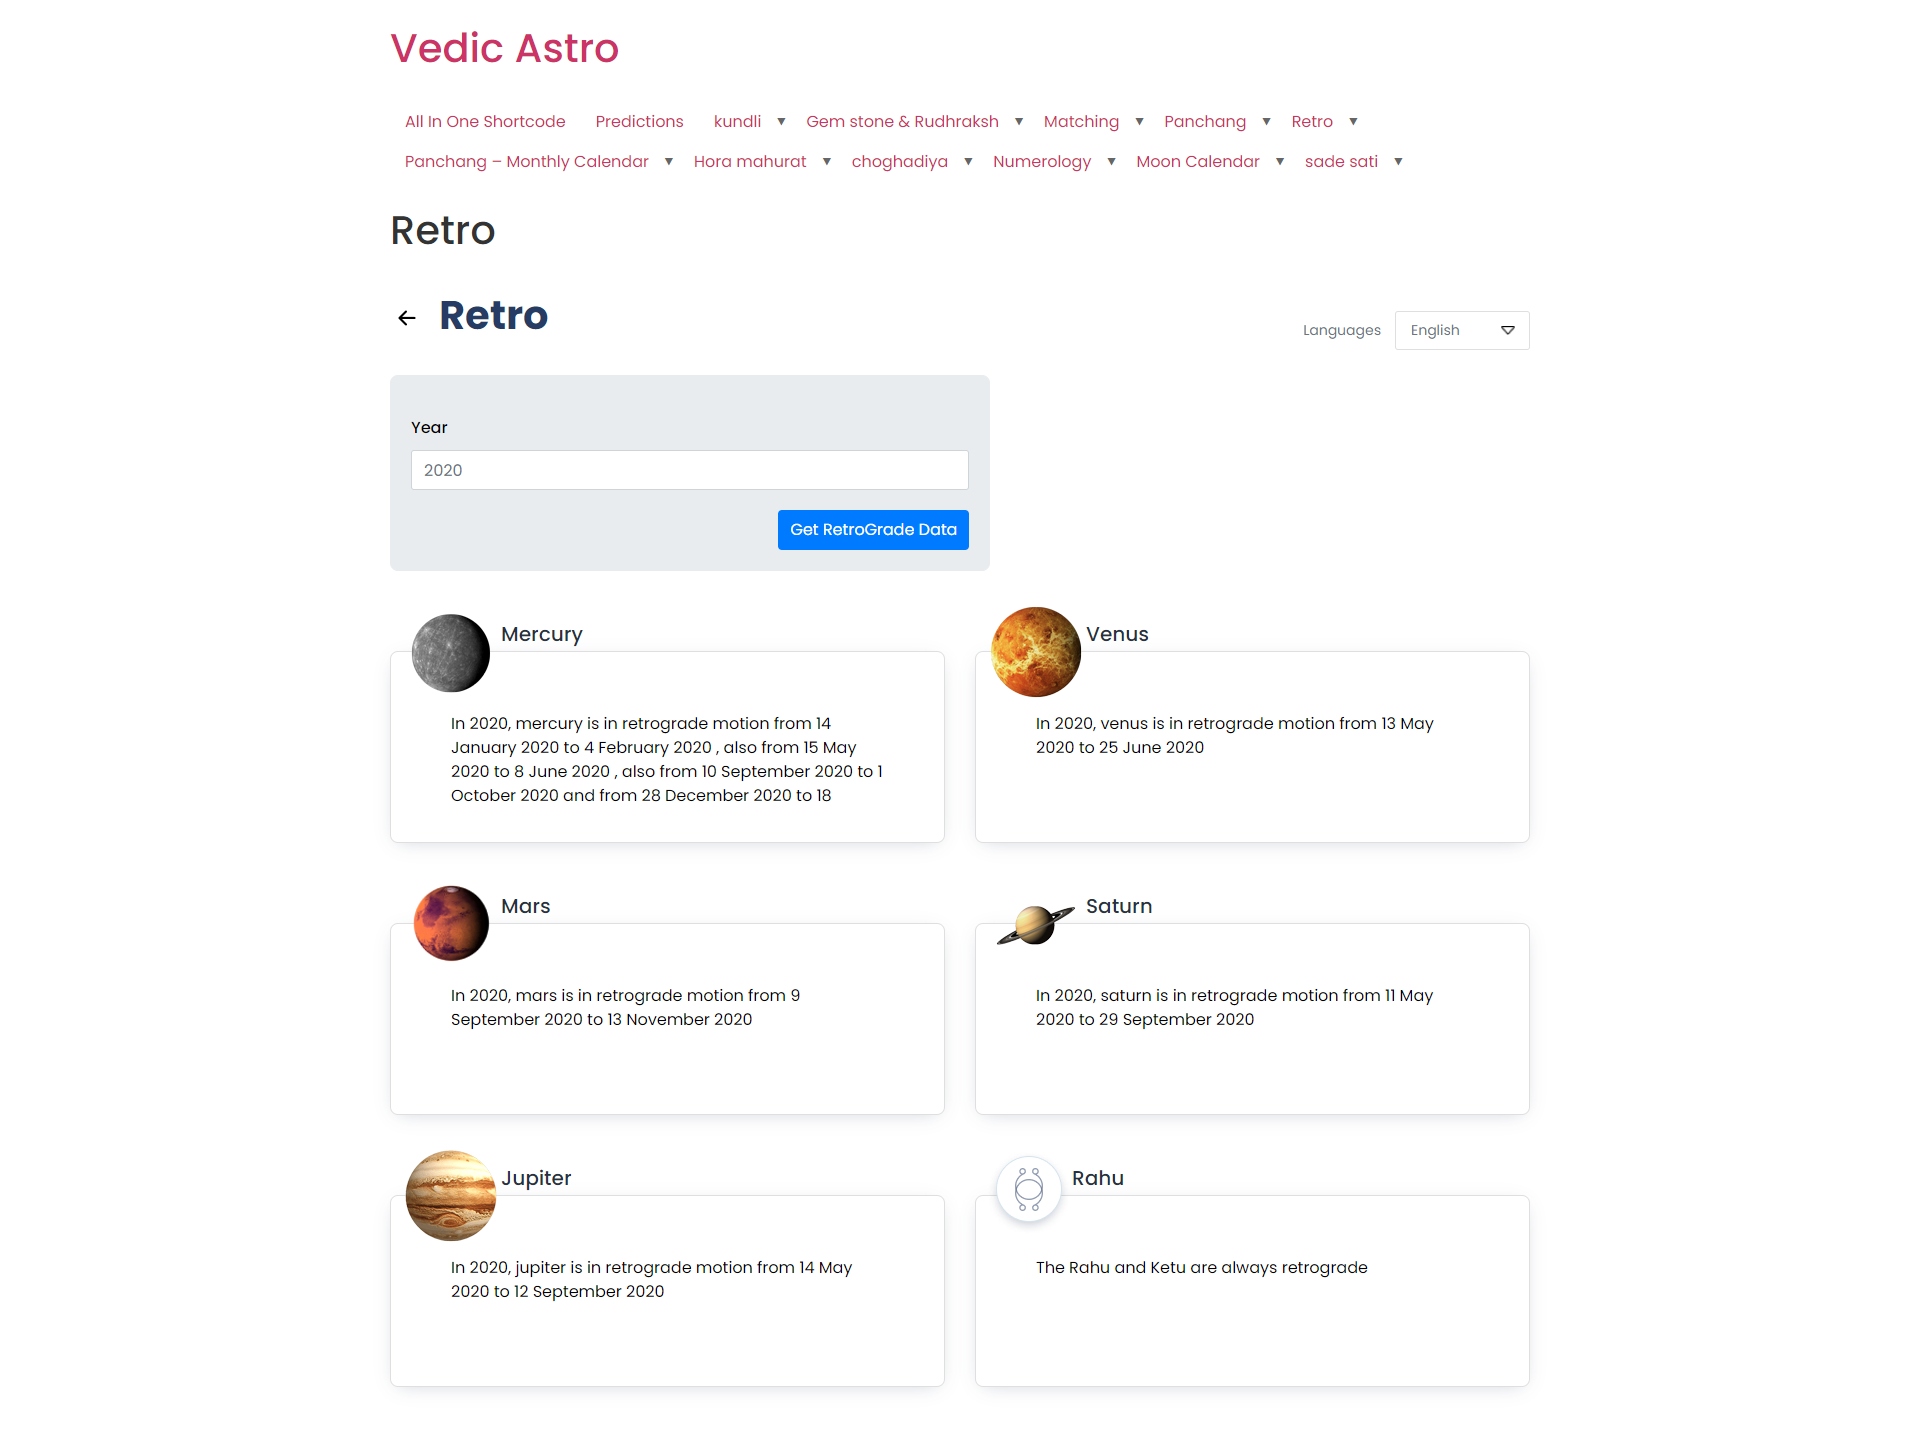 Vedic Astro
All In One Shortcode Predictions kundli ▼ Gem stone & Rudhraksh ▼ Matching ▼ Panchang ▼ Retro ▼
Panchang – Monthly Calendar ▼ Hora mahurat ▼ choghadiya ▼ Numerology ▼ Moon Calendar ▼ sade sati ▼
Retro
← Retro
Languages English
Year
2020
Get RetroGrade Data
Mercury
In 2020, mercury is in retrograde motion from 14
January 2020 to 4 February 2020 , also from 15 May
2020 to 8 June 2020 , also from 10 September 2020 to 1
October 2020 and from 28 December 2020 to 18
Venus
In 2020, venus is in retrograde motion from 13 May
2020 to 25 June 2020
Mars
In 2020, mars is in retrograde motion from 9
September 2020 to 13 November 2020
Saturn
In 2020, saturn is in retrograde motion from 11 May
2020 to 29 September 2020
Jupiter
In 2020, jupiter is in retrograde motion from 14 May
2020 to 12 September 2020
Rahu
The Rahu and Ketu are always retrograde